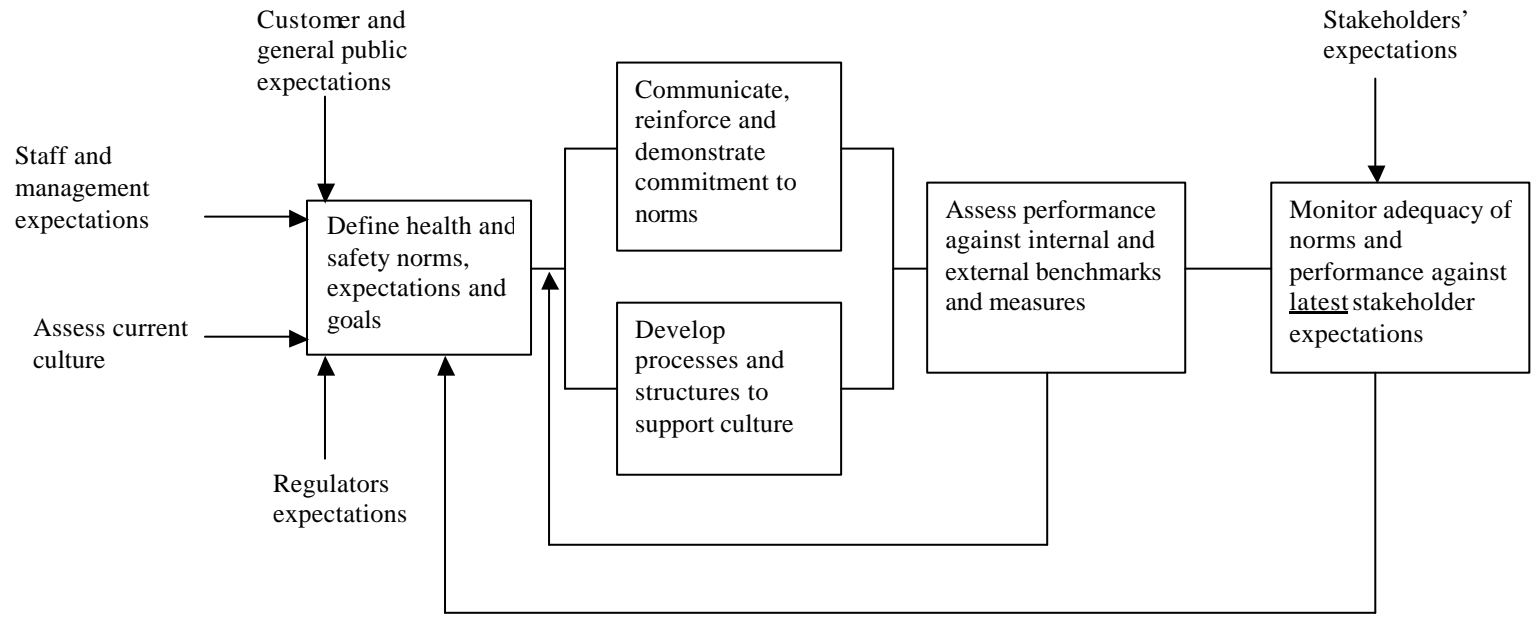 Customer and
general public
expectations
Stakeholders’
expectations
Staff and
management
expectations
Assess current
culture
Regulators
expectations
Define health and
safety norms,
expectations and
goals
Communicate,
reinforce and
demonstrate
commitment to
norms
Develop
processes and
structures to
support culture
Assess performance
against internal and
external benchmarks
and measures
Monitor adequacy of
norms and
performance against
latest stakeholder
expectations